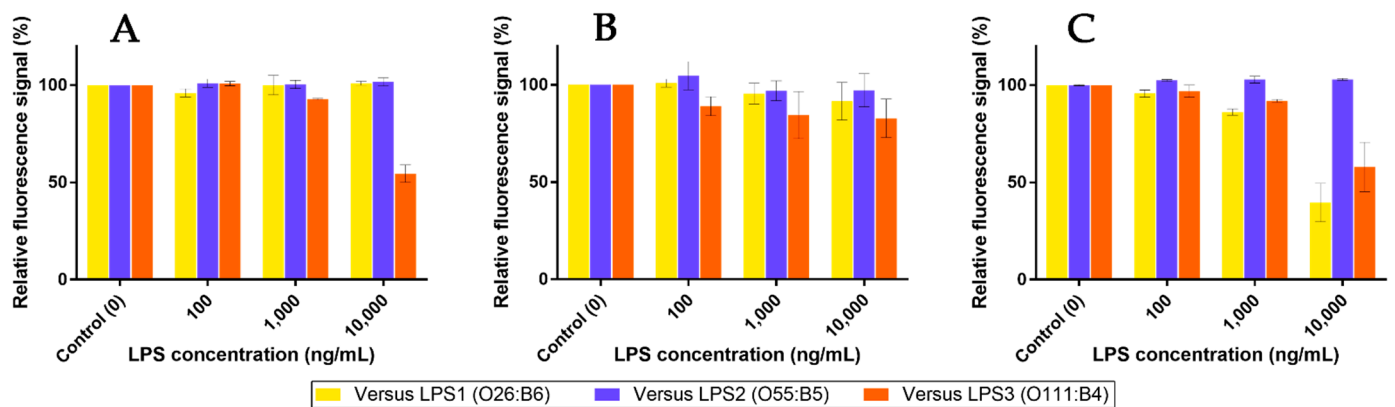 A
Relative fluorescence signal (%)
100
50
0
Control (0)
100
1,000
10,000
LPS concentration (ng/mL)
B
Relative fluorescence signal (%)
100
50
0
Control (0)
100
1,000
10,000
LPS concentration (ng/mL)
C
Relative fluorescence signal (%)
100
50
0
Control (0)
100
1,000
10,000
LPS concentration (ng/mL)
Versus LPS1 (O26:B6) Versus LPS2 (O55:B5) Versus LPS3 (O111:B4)